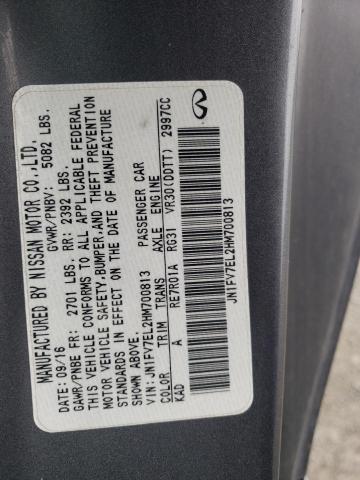 MANUFACTURED BY NISSAN MOTOR CO.,LTD.
09/16 GVWR/PNBV: 5082 LBS.
GAWR/PNBE FR: 2701 LBS. RR: 2392 LBS.
THIS VEHICLE CONFORMS TO ALL APPLICABLE FEDERAL
MOTOR VEHICLE SAFETY,BUMPER,AND THEFT PREVENTION
STANDARDS IN EFFECT ON THE DATE OF MANUFACTURE
SHOWN ABOVE.
VIN: JN1FV7EL2HM700813 PASSENGER CAR
COLOR TRIM TRANS AXLE ENGINE
KAD A RE7R01A RG31 VR30(DDTT) 2997CC
JN1FV7EL2HM700813